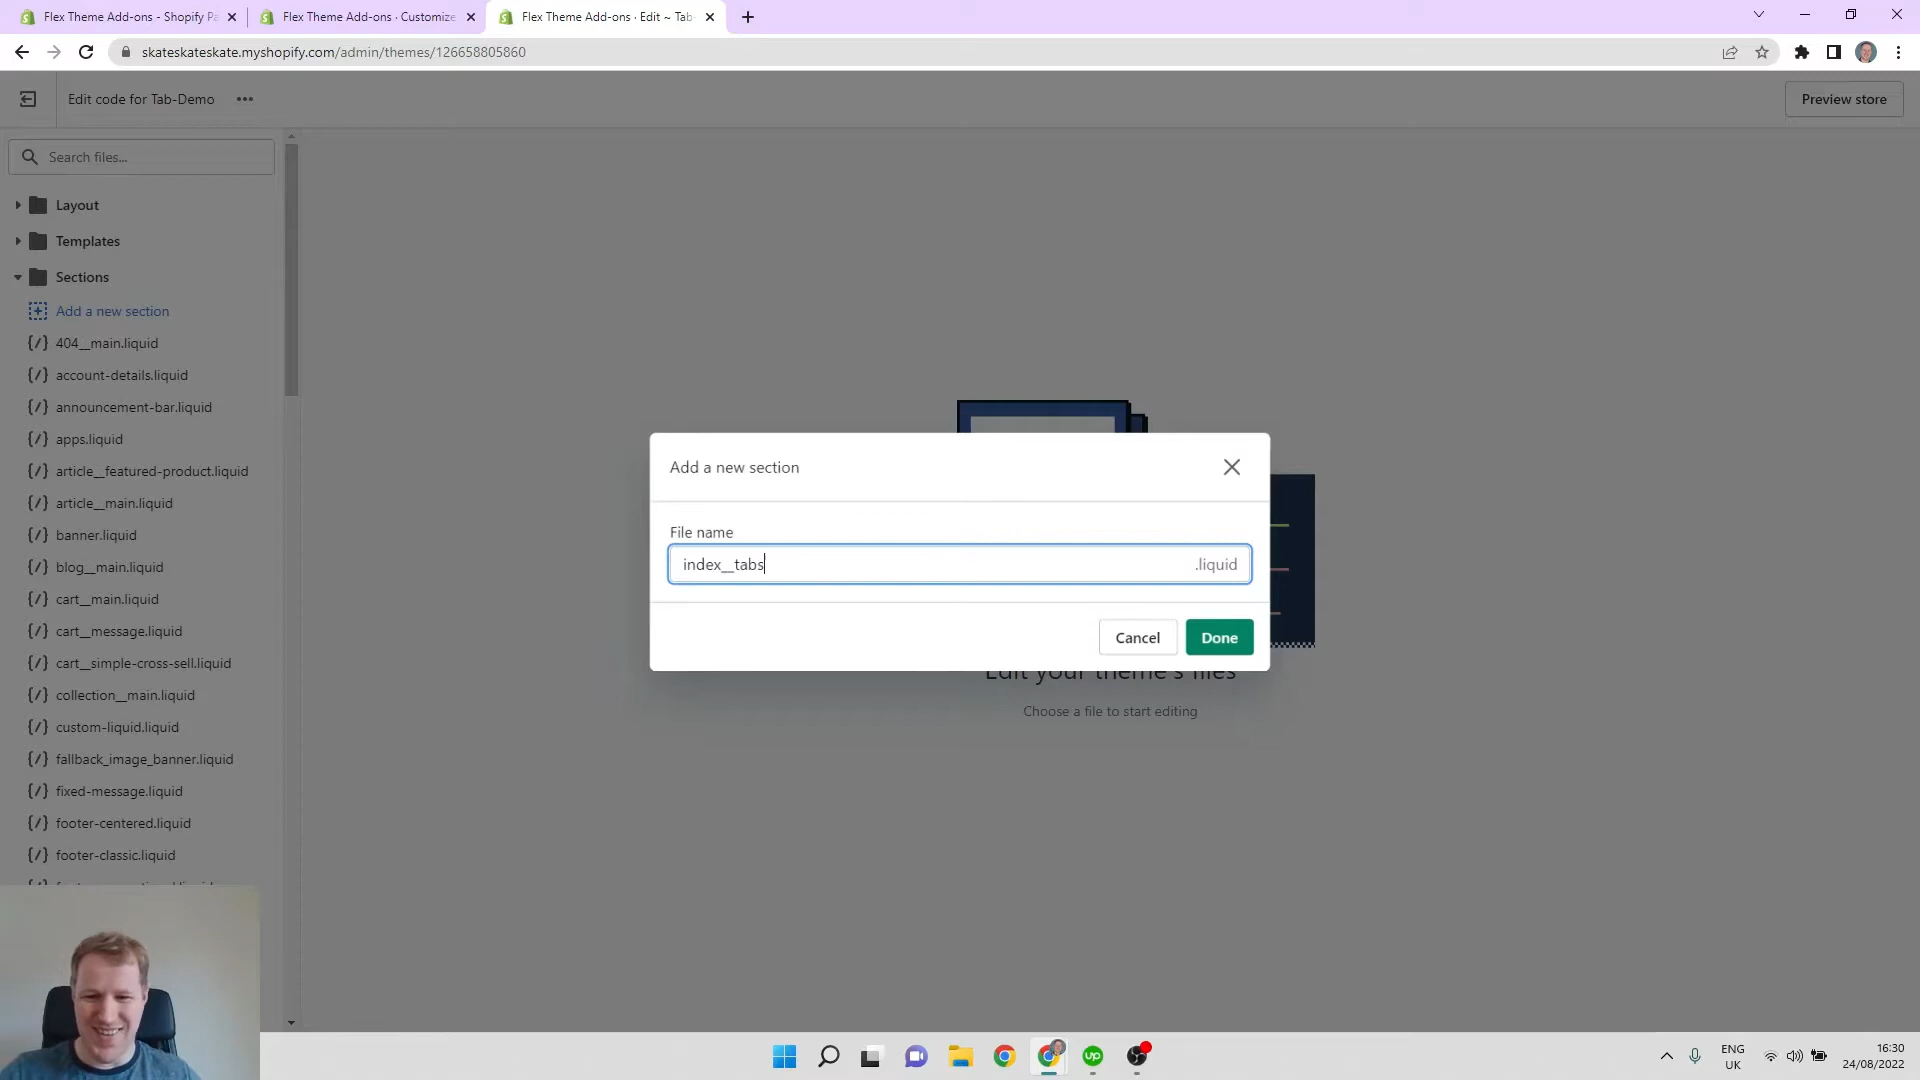 Flex Theme Add-ons - Shopify Pa
Flex Theme Add-ons · Customize
Flex Theme Add-ons · Edit ~ Tab-
skateskateskate.myshopify.com/admin/themes/126658805860
Edit code for Tab-Demo
Preview store
Search files...
Layout
Templates
Sections
Add a new section
404__main.liquid
account-details.liquid
announcement-bar.liquid
apps.liquid
article__featured-product.liquid
article__main.liquid
banner.liquid
blog__main.liquid
cart__main.liquid
cart__message.liquid
cart__simple-cross-sell.liquid
collection__main.liquid
custom-liquid.liquid
fallback_image_banner.liquid
fixed-message.liquid
footer-centered.liquid
footer-classic.liquid
Add a new section
File name
index__tabs
.liquid
Cancel
Done
Edit your theme's files
Choose a file to start editing
up
ENG
UK
16:30
24/08/2022